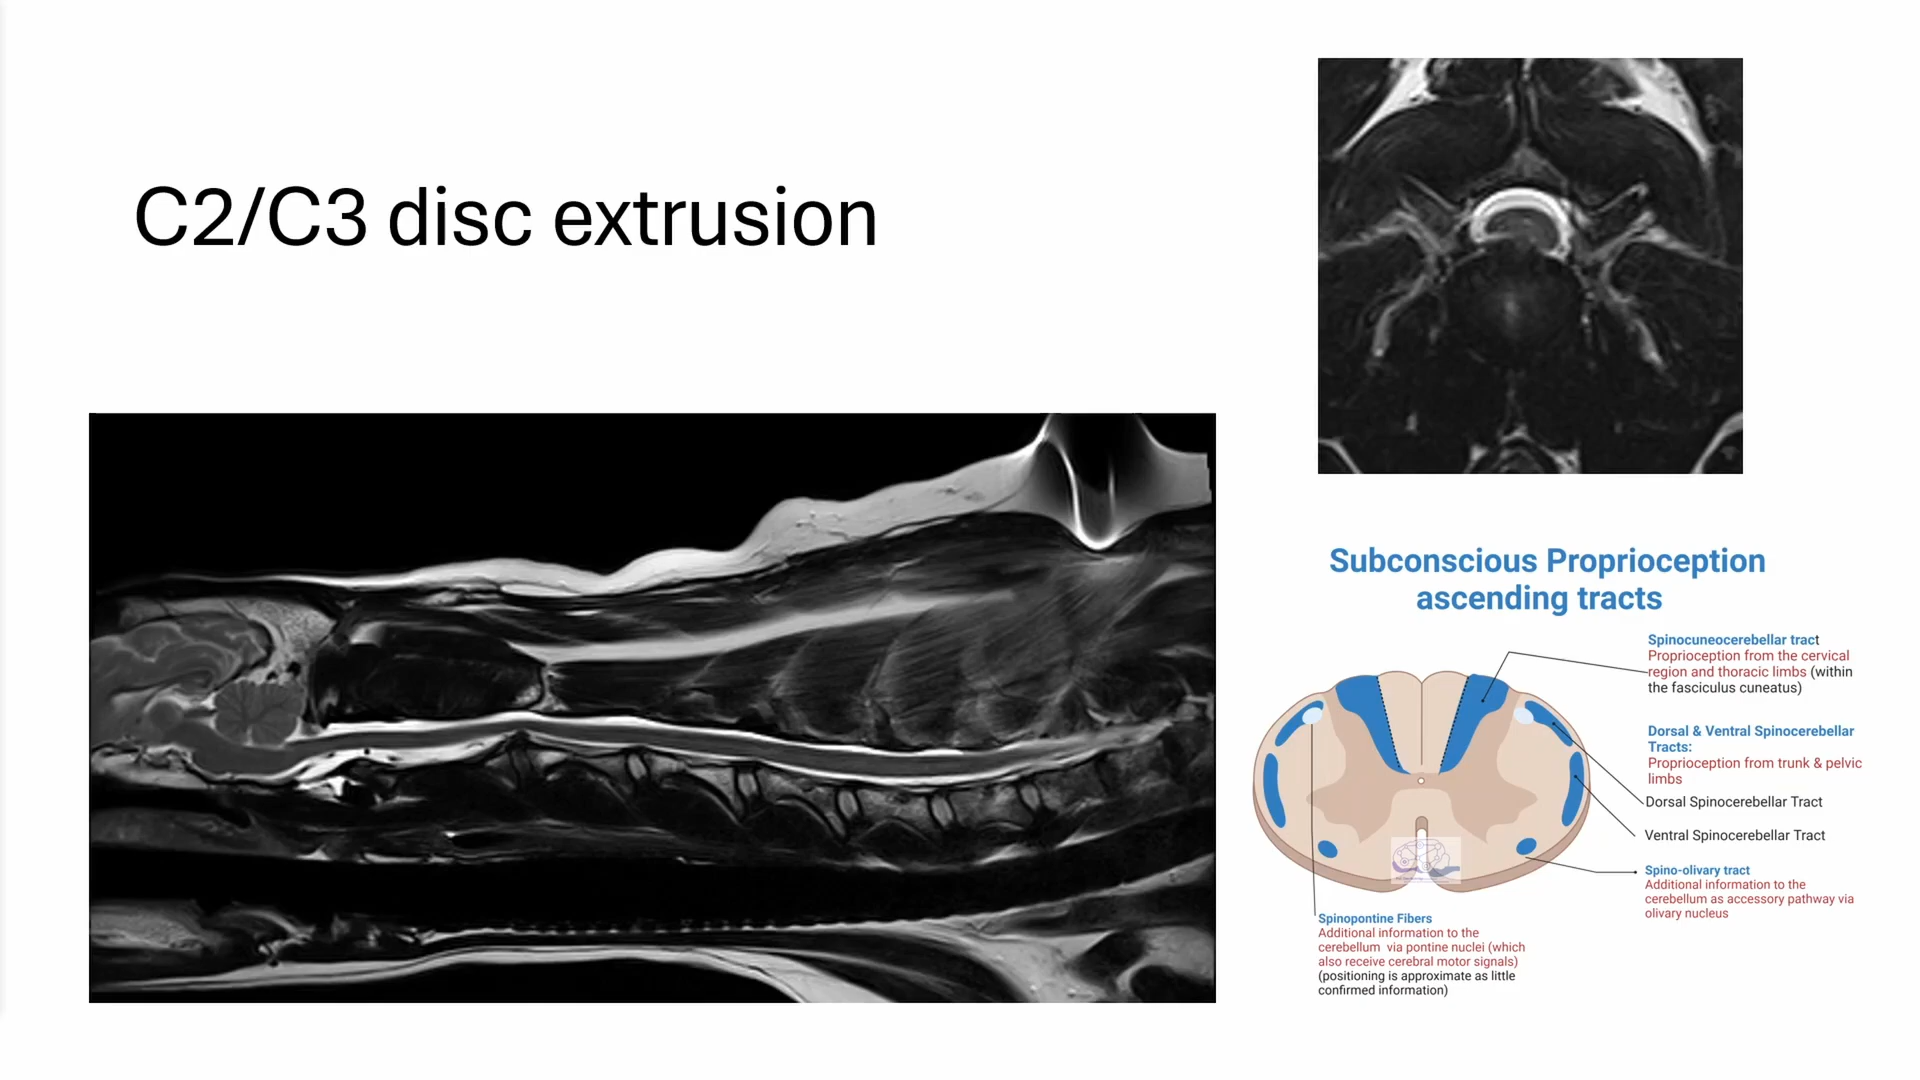 C2/C3 disc extrusion
Subconscious Proprioception
ascending tracts
Spinocuneocerebellar tract
Proprioception from the cervical
region and thoracic limbs (within
the fasciculus cuneatus)
Dorsal & Ventral Spinocerebellar
Tracts:
Proprioception from trunk & pelvic
limbs
Dorsal Spinocerebellar Tract
Ventral Spinocerebellar Tract
Spino-olivary tract
Additional information to the
cerebellum as accessory pathway via
olivary nucleus
Spinopontine Fibers
Additional information to the
cerebellum via pontine nuclei (which
also receive cerebral motor signals)
(positioning is approximate as little
confirmed information)